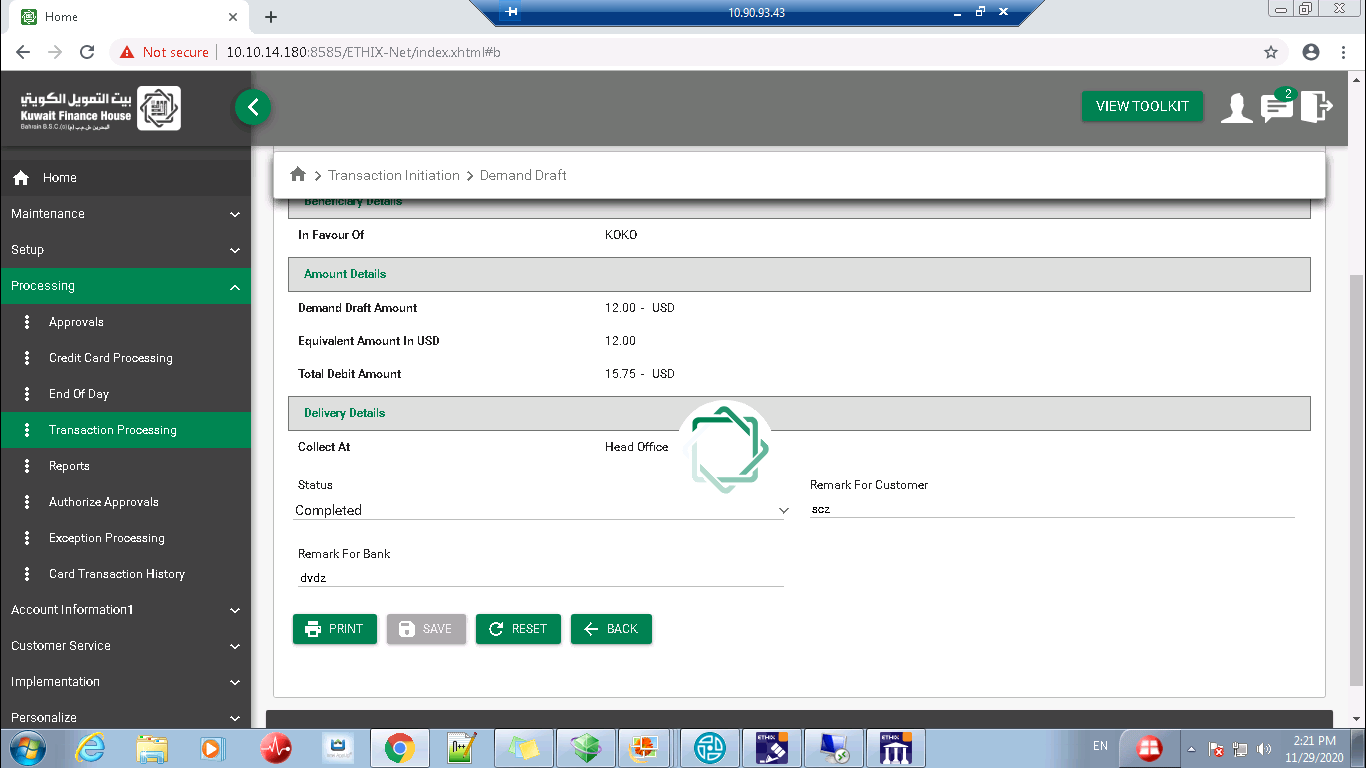 Home
10.90.93.43
Not secure
10.10.14.180:8585/ETHIX-Net/index.xhtml#b
بيت التمويل الكويتي
Kuwait Finance House
VIEW TOOLKIT
2
Home
Maintenance
Setup
Processing
Approvals
Credit Card Processing
End Of Day
Transaction Processing
Reports
Authorize Approvals
Exception Processing
Card Transaction History
Account Information1
Customer Service
Implementation
Personalize
Transaction Initiation
Demand Draft
Beneficiary Details
In Favour Of KOKO
Amount Details
Demand Draft Amount 12.00 - USD
Equivalent Amount In USD 12.00
Total Debit Amount 15.75 - USD
Delivery Details
Collect At Head Office
Status
Completed
Remark For Customer
scz
Remark For Bank
dvdz
PRINT
SAVE
RESET
BACK
ETHIX
ETHIX
EN
2:21 PM
11/29/2020